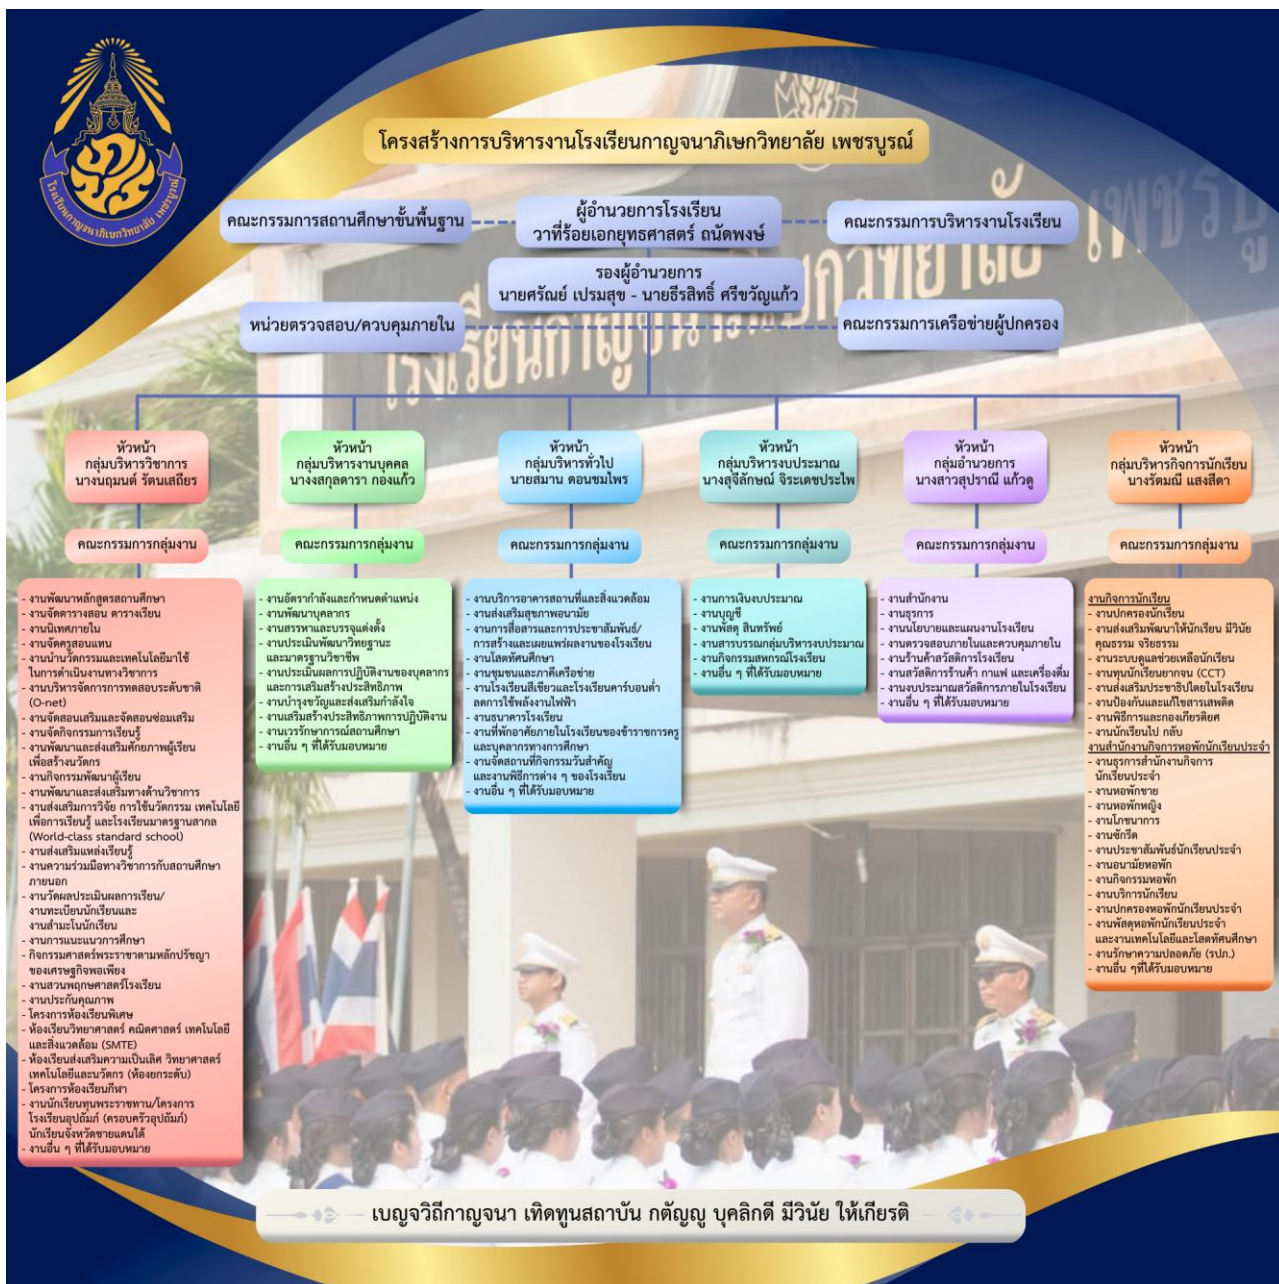 โรงเรียนกาญจนาภิเษกวิทยาลัย เพชรบูรณ์
โครงสร้างการบริหารงานโรงเรียนกาญจนาภิเษกวิทยาลัย เพชรบูรณ์
คณะกรรมการสถานศึกษาขั้นพื้นฐาน
ผู้อำนวยการโรงเรียน
ว่าที่ร้อยเอกยุทธศาสตร์ ถนัดพงษ์
คณะกรรมการบริหารงานโรงเรียน
รองผู้อำนวยการ
นายศรัณย์ เปรมสุข - นายธีรสิทธิ์ ศรีขวัญแก้ว
หน่วยตรวจสอบ/ควบคุมภายใน
คณะกรรมการเครือข่ายผู้ปกครอง
หัวหน้า
กลุ่มบริหารวิชาการ
นางนฤมนต์ รัตนเสถียร
คณะกรรมการกลุ่มงาน
- งานพัฒนาหลักสูตรสถานศึกษา
- งานจัดตารางสอน ตารางเรียน
- งานนิเทศภายใน
- งานจัดครูสอนแทน
- งานนำนวัตกรรมและเทคโนโลยีมาใช้
ในการดำเนินงานทางวิชาการ
- งานบริหารจัดการการทดสอบระดับชาติ
(O-net)
- งานจัดสอนเสริมและจัดสอนซ่อมเสริม
- งานจัดกิจกรรมการเรียนรู้
- งานพัฒนาและส่งเสริมศักยภาพผู้เรียน
เพื่อสร้างนวัตกร
- งานกิจกรรมพัฒนาผู้เรียน
- งานพัฒนาและส่งเสริมทางด้านวิชาการ
- งานส่งเสริมการวิจัย การใช้นวัตกรรม เทคโนโลยี
เพื่อการเรียนรู้ และโรงเรียนมาตรฐานสากล
(World-class standard school)
- งานส่งเสริมแหล่งเรียนรู้
- งานความร่วมมือทางวิชาการกับสถานศึกษา
ภายนอก
- งานวัดผลประเมินผลการเรียน/
งานทะเบียนนักเรียนและ
งานสำมะโนนักเรียน
- งานการแนะแนวการศึกษา
- กิจกรรมศาสตร์พระราชาตามหลักปรัชญา
ของเศรษฐกิจพอเพียง
- งานสวนพฤกษศาสตร์โรงเรียน
- งานประกันคุณภาพ
- โครงการห้องเรียนพิเศษ
- ห้องเรียนวิทยาศาสตร์ คณิตศาสตร์ เทคโนโลยี
และสิ่งแวดล้อม (SMTE)
- ห้องเรียนส่งเสริมความเป็นเลิศ วิทยาศาสตร์
เทคโนโลยีและนวัตกร (ห้องยกระดับ)
- โครงการห้องเรียนกีฬา
- งานนักเรียนทุนพระราชทาน/โครงการ
โรงเรียนอุปถัมภ์ (ครอบครัวอุปถัมภ์)
นักเรียนจังหวัดชายแดนใต้
- งานอื่น ๆ ที่ได้รับมอบหมาย
หัวหน้า
กลุ่มบริหารงานบุคคล
นางงสกุลดารา กองแก้ว
คณะกรรมการกลุ่มงาน
- งานอัตรากำลังและกำหนดตำแหน่ง
- งานพัฒนาบุคลากร
- งานสรรหาและบรรจุแต่งตั้ง
- งานประเมินพัฒนาวิทยฐานะ
และมาตรฐานวิชาชีพ
- งานประเมินผลการปฏิบัติงานของบุคลากร
และการเสริมสร้างประสิทธิภาพ
- งานบำรุงขวัญและส่งเสริมกำลังใจ
- งานเสริมสร้างประสิทธิภาพการปฏิบัติงาน
- งานเวรรักษาการณ์สถานศึกษา
- งานอื่น ๆ ที่ได้รับมอบหมาย
หัวหน้า
กลุ่มบริหารทั่วไป
นายสมาน ดอนชมไพร
คณะกรรมการกลุ่มงาน
- งานบริการอาคารสถานที่และสิ่งแวดล้อม
- งานส่งเสริมสุขภาพอนามัย
- งานการสื่อสารและการประชาสัมพันธ์/
การสร้างและเผยแพร่ผลงานของโรงเรียน
- งานโสตทัศนศึกษา
- งานชุมชนและภาคีเครือข่าย
- งานโรงเรียนสีเขียวและโรงเรียนคาร์บอนต่ำ
ลดการใช้พลังงานไฟฟ้า
- งานธนาคารโรงเรียน
- งานที่พักอาศัยภายในโรงเรียนของข้าราชการครู
และบุคลากรทางการศึกษา
- งานจัดสถานที่กิจกรรมวันสำคัญ
และงานพิธีการต่าง ๆ ของโรงเรียน
- งานอื่น ๆ ที่ได้รับมอบหมาย
หัวหน้า
กลุ่มบริหารงบประมาณ
นางสุจีลักษณ์ จิระเดชประไพ
คณะกรรมการกลุ่มงาน
- งานการเงินงบประมาณ
- งานบุญชี
- งานพัสดุ สินทรัพย์
- งานสารบรรณกลุ่มบริหารงบประมาณ
- งานกิจกรรมสหกรณ์โรงเรียน
- งานอื่น ๆ ที่ได้รับมอบหมาย
หัวหน้า
กลุ่มอำนวยการ
นางสาวสุปราณี แก้วดู
คณะกรรมการกลุ่มงาน
- งานสำนักงาน
- งานธุรการ
- งานนโยบายและแผนงานโรงเรียน
- งานตรวจสอบภายในและควบคุมภายใน
- งานร้านค้าสวัสดิการโรงเรียน
- งานสวัสดิการร้านค้า กาแฟ และเครื่องดื่ม
- งานงบประมาณสวัสดิการภายในโรงเรียน
- งานอื่น ๆ ที่ได้รับมอบหมาย
หัวหน้า
กลุ่มบริหารกิจการนักเรียน
นางรัตมณี แสงสีดา
คณะกรรมการกลุ่มงาน
งานกิจการนักเรียน
- งานปกครองนักเรียน
- งานส่งเสริมพัฒนาให้นักเรียน มีวินัย
คุณธรรม จริยธรรม
- งานระบบดูแลช่วยเหลือนักเรียน
- งานทุนนักเรียนยากจน (CCT)
- งานส่งเสริมประชาธิปไตยในโรงเรียน
- งานป้องกันและแก้ไขสารเสพติด
- งานพิธีการและกองเกียรติยศ
- งานนักเรียนไป กลับ
งานสำนักงานกิจการหอพักนักเรียนประจำ
- งานธุรการสำนักงานกิจการ
นักเรียนประจำ
- งานหอพักชาย
- งานหอพักหญิง
- งานโภชนาการ
- งานซักรีด
- งานประชาสัมพันธ์นักเรียนประจำ
- งานอนามัยหอพัก
- งานกิจกรรมหอพัก
- งานบริการนักเรียน
- งานปกครองหอพักนักเรียนประจำ
- งานพัสดุหอพักนักเรียนประจำ
และงานเทคโนโลยีและโสตทัศนศึกษา
- งานรักษาความปลอดภัย (รปภ.)
- งานอื่น ๆที่ได้รับมอบหมาย
เบญจวิถีกาญจนา เทิดทูนสถาบัน กตัญญู บุคลิกดี มีวินัย ให้เกียรติ